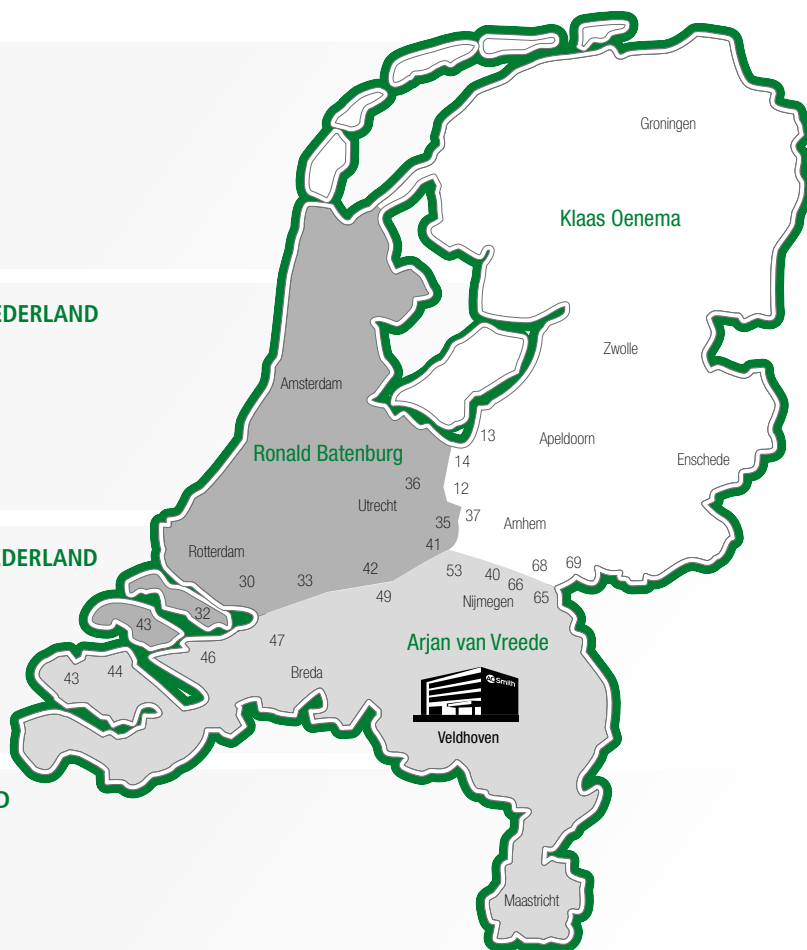 Groningen
Klaas Oenema
EDERLAND
Zwolle
Amsterdam
13
Apeldoorn
Ronald Batenburg
14
Enschede
36
12
Utrecht
37
35
Arnhem
41
Rotterdam
42
53
40
68
69
30
33
66
EDERLAND
49
Nijmegen
65
32
43
47
Arjan van Vreede
46
44
43
Breda
AO Smith
Veldhoven
D
Maastricht